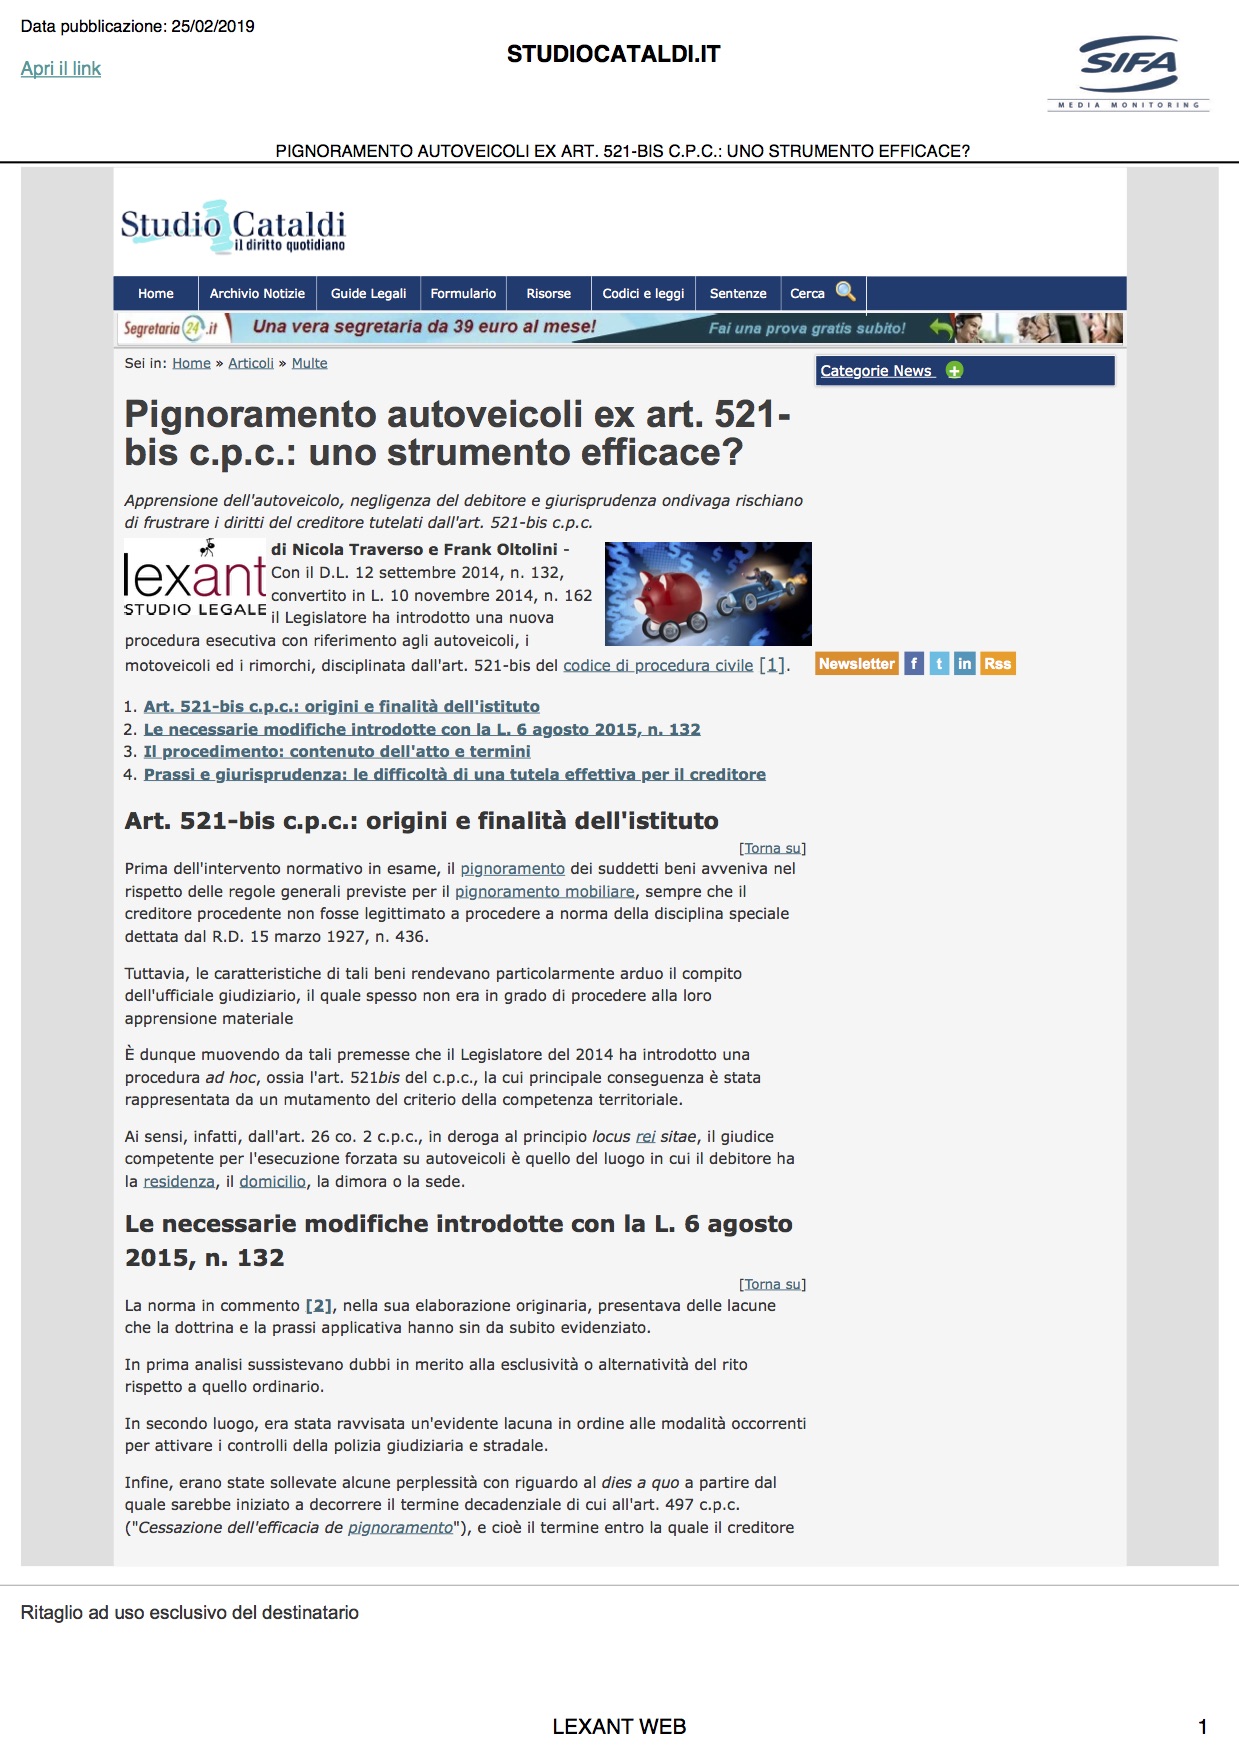 Data pubblicazione: 25/02/2019
STUDIOCATALDI.IT
Apri il link
SIFA
MEDIA MONITORING
PIGNORAMENTO AUTOVEICOLI EX ART. 521-BIS C.P.C.: UNO STRUMENTO EFFICACE?
Studio Cataldi
il diritto quotidiano
Home Archivio Notizie Guide Legali Formulario Risorse Codici e leggi Sentenze Cerca
Segretaria 24.it Una vera segretaria da 39 euro al mese! Fai una prova gratis subito!
Sei in: Home » Articoli » Multe
Categorie News
Pignoramento autoveicoli ex art. 521-
bis c.p.c.: uno strumento efficace?
Apprensione dell'autoveicolo, negligenza del debitore e giurisprudenza ondivaga rischiano
di frustrare i diritti del creditore tutelati dall'art. 521-bis c.p.c.
lexant
STUDIO LEGALE
di Nicola Traverso e Frank Oltolini -
Con il D.L. 12 settembre 2014, n. 132,
convertito in L. 10 novembre 2014, n. 162
il Legislatore ha introdotto una nuova
procedura esecutiva con riferimento agli autoveicoli, i
motoveicoli ed i rimorchi, disciplinata dall'art. 521-bis del codice di procedura civile [1].
Newsletter f t in Rss
1. Art. 521-bis c.p.c.: origini e finalità dell'istituto
2. Le necessarie modifiche introdotte con la L. 6 agosto 2015, n. 132
3. Il procedimento: contenuto dell'atto e termini
4. Prassi e giurisprudenza: le difficoltà di una tutela effettiva per il creditore
Art. 521-bis c.p.c.: origini e finalità dell'istituto
[Torna su]
Prima dell'intervento normativo in esame, il pignoramento dei suddetti beni avveniva nel
rispetto delle regole generali previste per il pignoramento mobiliare, sempre che il
creditore procedente non fosse legittimato a procedere a norma della disciplina speciale
dettata dal R.D. 15 marzo 1927, n. 436.
Tuttavia, le caratteristiche di tali beni rendevano particolarmente arduo il compito
dell'ufficiale giudiziario, il quale spesso non era in grado di procedere alla loro
apprensione materiale
È dunque muovendo da tali premesse che il Legislatore del 2014 ha introdotto una
procedura ad hoc, ossia l'art. 521bis del c.p.c., la cui principale conseguenza è stata
rappresentata da un mutamento del criterio della competenza territoriale.
Ai sensi, infatti, dall'art. 26 co. 2 c.p.c., in deroga al principio locus rei sitae, il giudice
competente per l'esecuzione forzata su autoveicoli è quello del luogo in cui il debitore ha
la residenza, il domicilio, la dimora o la sede.
Le necessarie modifiche introdotte con la L. 6 agosto
2015, n. 132
[Torna su]
La norma in commento [2], nella sua elaborazione originaria, presentava delle lacune
che la dottrina e la prassi applicativa hanno sin da subito evidenziato.
In prima analisi sussistevano dubbi in merito alla esclusività o alternatività del rito
rispetto a quello ordinario.
In secondo luogo, era stata ravvisata un'evidente lacuna in ordine alle modalità occorrenti
per attivare i controlli della polizia giudiziaria e stradale.
Infine, erano state sollevate alcune perplessità con riguardo al dies a quo a partire dal
quale sarebbe iniziato a decorrere il termine decadenziale di cui all'art. 497 c.p.c.
("Cessazione dell'efficacia de pignoramento"), e cioè il termine entro la quale il creditore
Ritaglio ad uso esclusivo del destinatario
LEXANT WEB
1